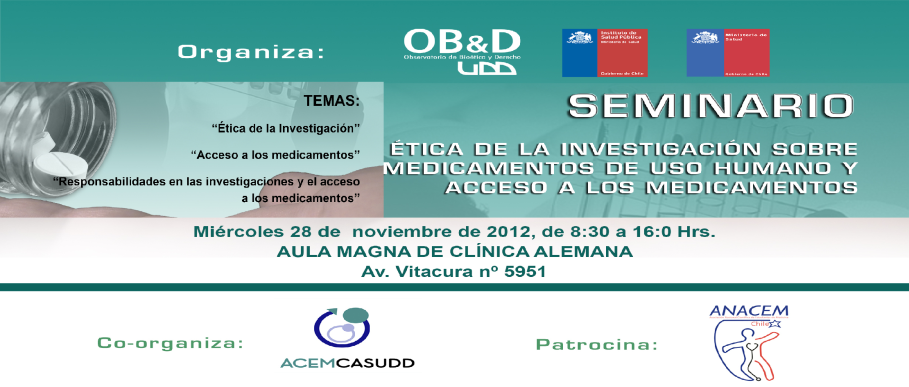 Organiza:
OB&D
Observatorio de Bioética y Derecho
UDD
Instituto de
Salud Pública
Ministerio de Salud
Gobierno de Chile
Ministerio de
Salud
Gobierno de Chile
TEMAS:
“Ética de la Investigación”
“Acceso a los medicamentos”
“Responsabilidades en las investigaciones y el acceso
a los medicamentos”
SEMINARIO
ÉTICA DE LA INVESTIGACIÓN SOBRE
MEDICAMENTOS DE USO HUMANO Y
ACCESO A LOS MEDICAMENTOS
Miércoles 28 de noviembre de 2012, de 8:30 a 16:0 Hrs.
AULA MAGNA DE CLÍNICA ALEMANA
Av. Vitacura nº 5951
Co-organiza:
ACEMCASUDD
Patrocina:
ANACEM
Chile